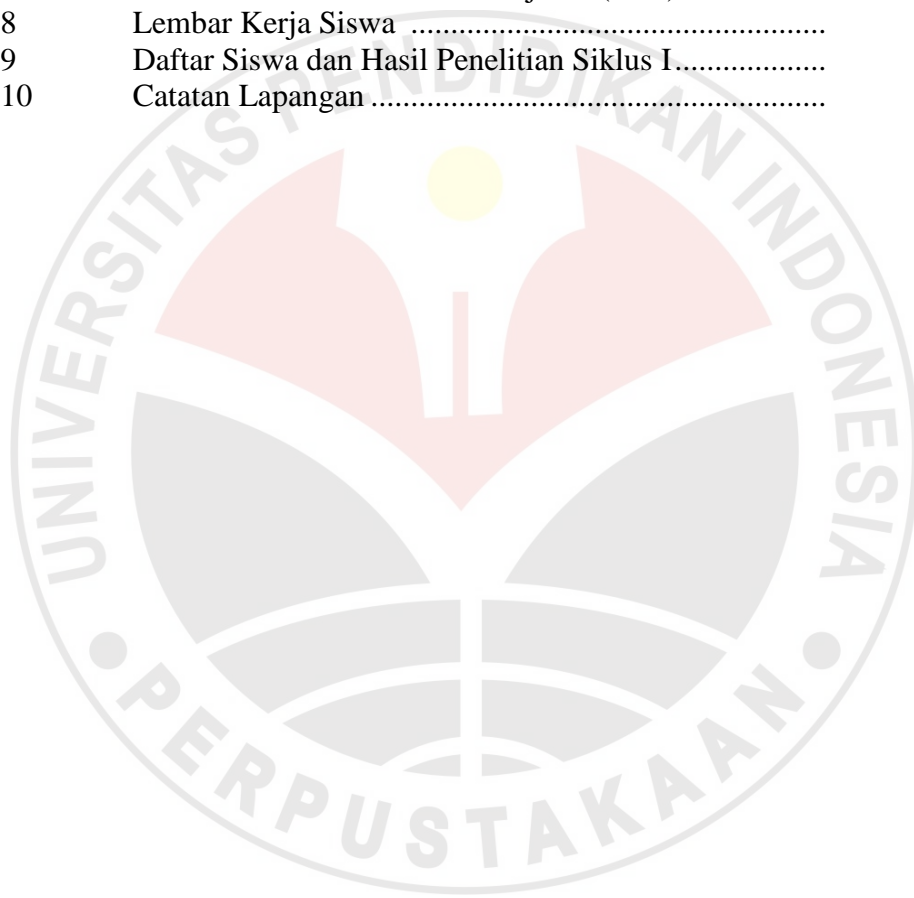 8 Lembar Kerja Siswa ....................................................
9 Daftar Siswa dan Hasil Penelitian Siklus I...................
10 Catatan Lapangan .........................................................
UNIVERSITAS PENDIDIKAN INDONESIA
PERPUSTAKAAN